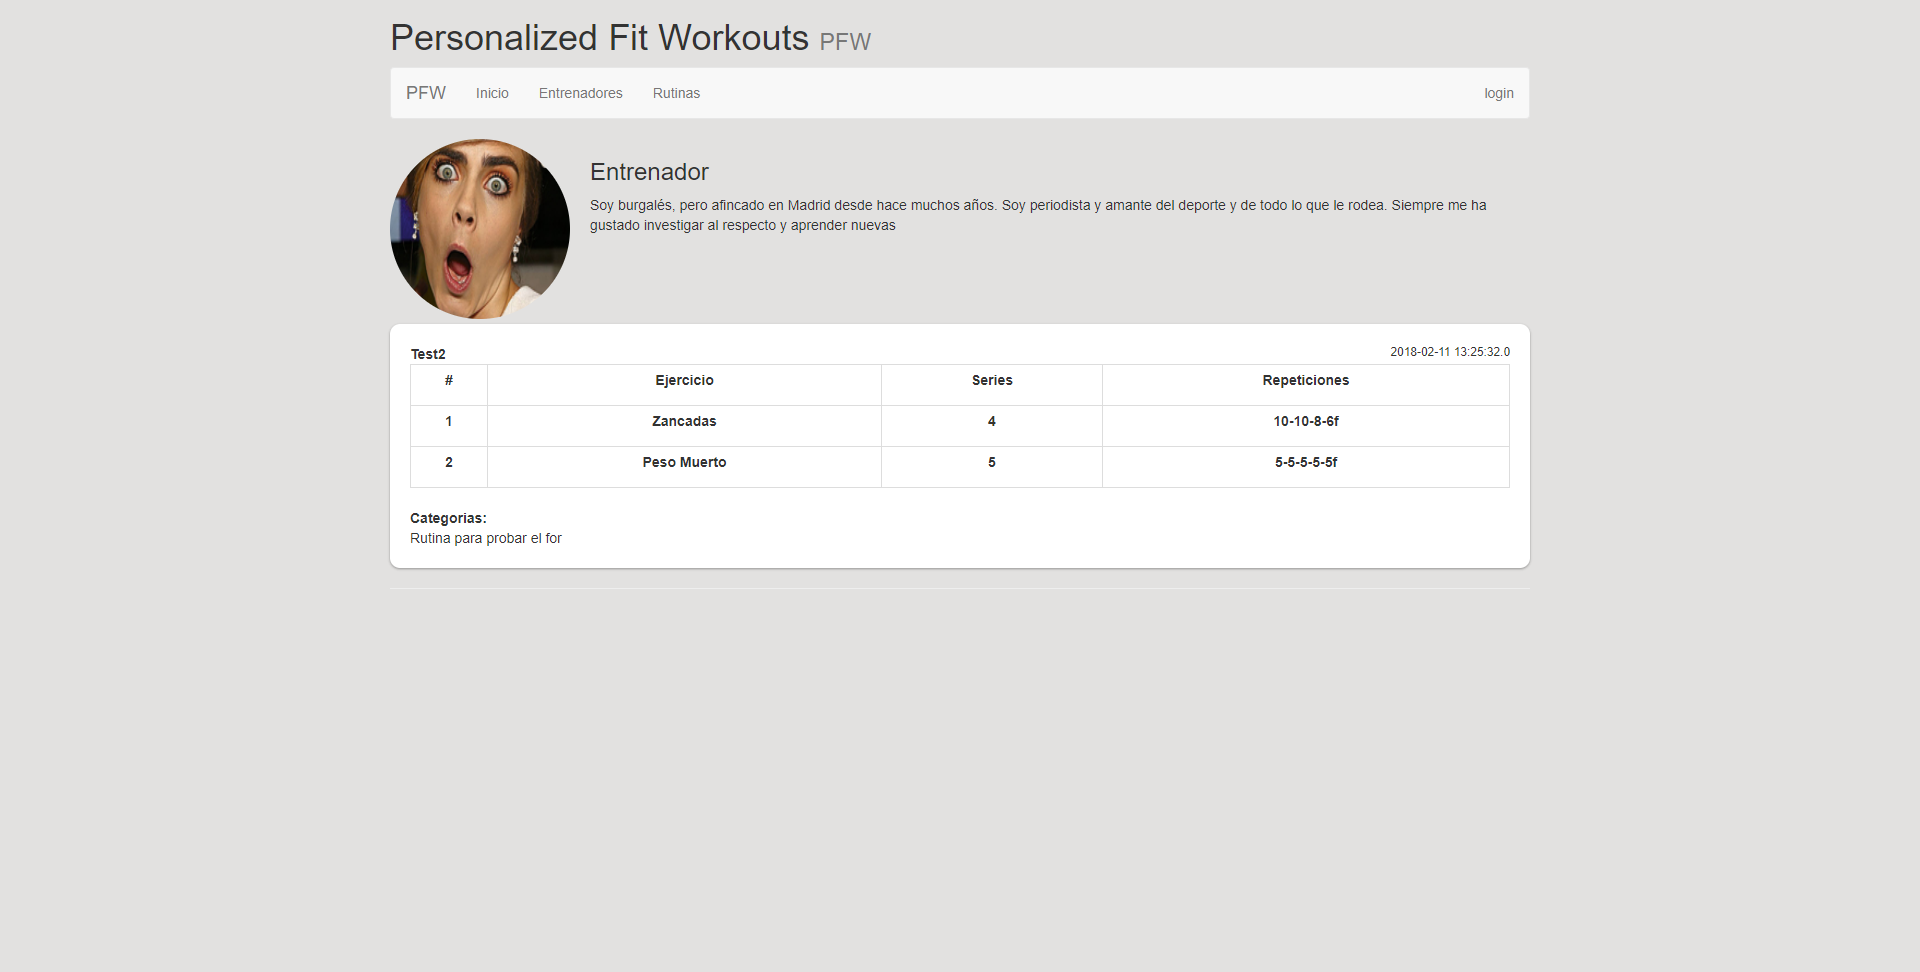 Personalized Fit Workouts PFW
PFW Inicio Entrenadores Rutinas login
Entrenador
Soy burgalés, pero afincado en Madrid desde hace muchos años. Soy periodista y amante del deporte y de todo lo que le rodea. Siempre me ha
gustado investigar al respecto y aprender nuevas
Test2 2018-02-11 13:25:32.0
# Ejercicio Series Repeticiones
1 Zancadas 4 10-10-8-6f
2 Peso Muerto 5 5-5-5-5-5f
Categorias:
Rutina para probar el for